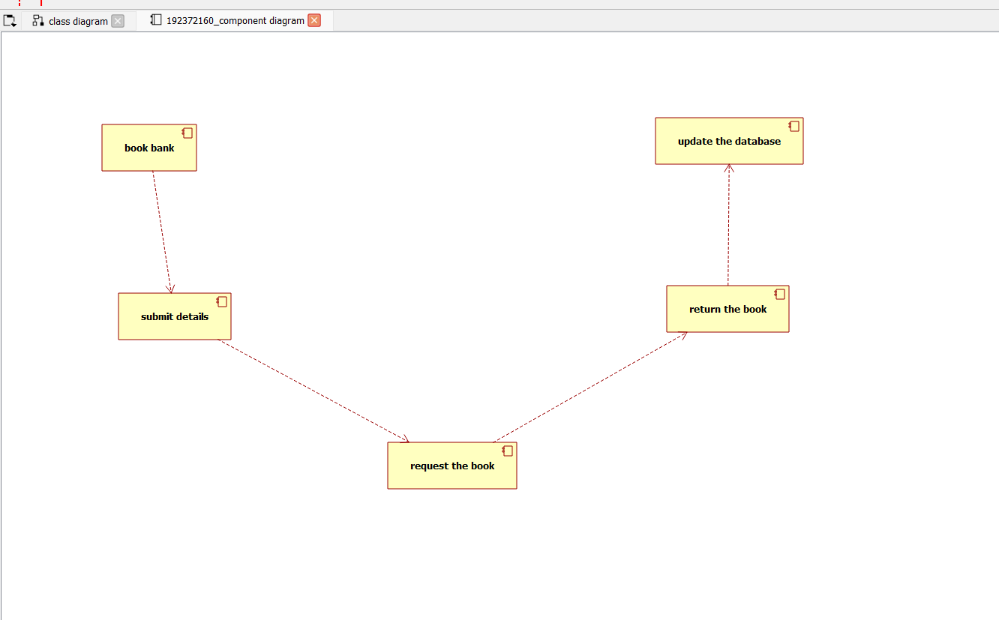 class diagram
192372160_component diagram
book bank
update the database
submit details
return the book
request the book